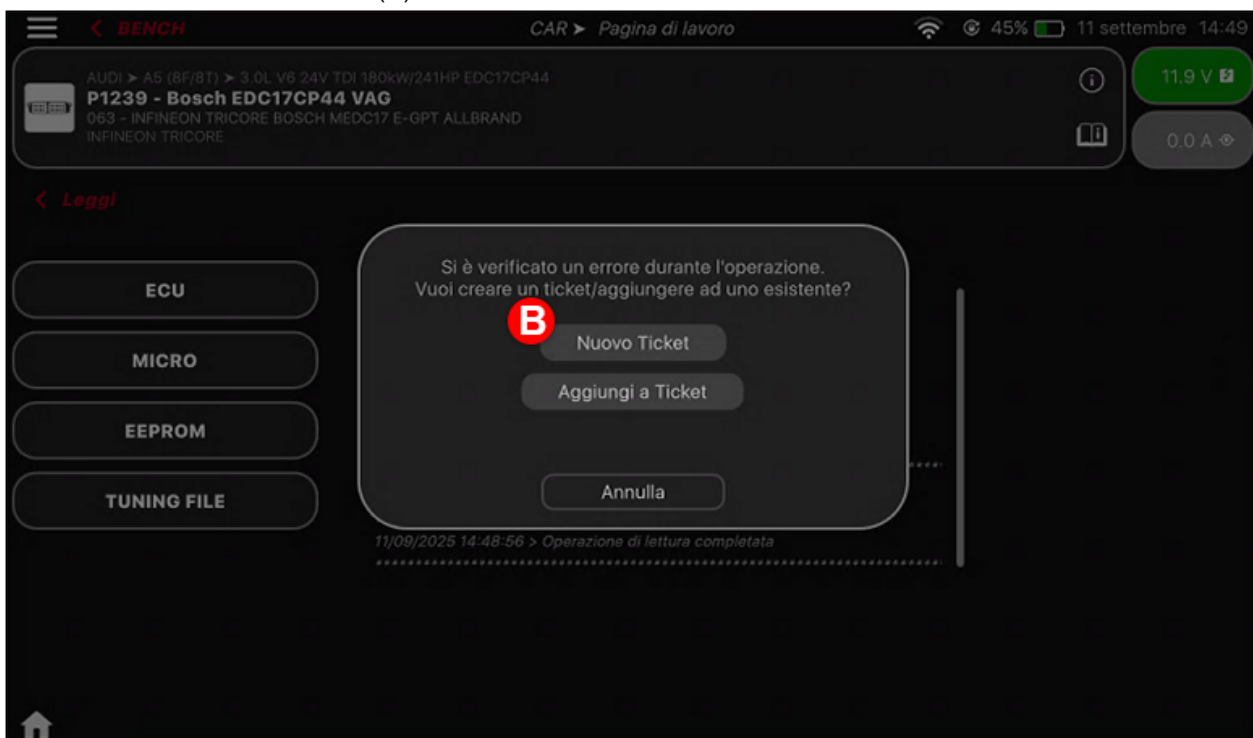 BENCH
CAR ➤ Pagina di lavoro
45%
11 settembre 14:49
AUDI ➤ A5 (8F/8T) ➤ 3.0L V6 24V TDI 180kW/241HP EDC17CP44
P1239 - Bosch EDC17CP44 VAG
063 - INFINEON TRICORE BOSCH MEDC17 E-GPT ALLBRAND
INFINEON TRICORE
11.9 V
0.0 A
Leggi
ECU
MICRO
EEPROM
TUNING FILE
Si è verificato un errore durante l'operazione.
Vuoi creare un ticket/aggiungere ad uno esistente?
B
Nuovo Ticket
Aggiungi a Ticket
Annulla
11/09/2025 14:48:56 > Operazione di lettura completata